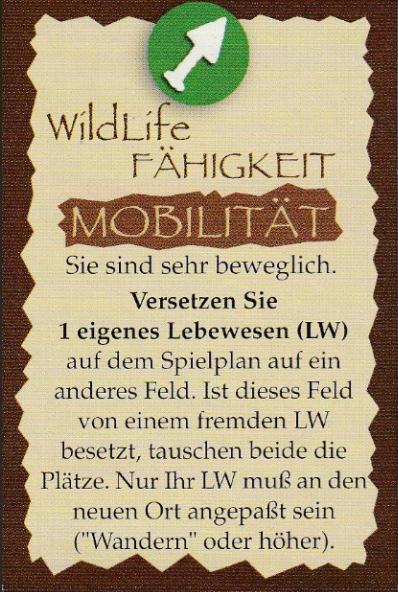 WildLife
FÄHIGKEIT
MOBILITÄT
Sie sind sehr beweglich.
Versetzen Sie
1 eigenes Lebewesen (LW)
auf dem Spielplan auf ein
anderes Feld. Ist dieses Feld
von einem fremden LW
besetzt, tauschen beide die
Plätze. Nur Ihr LW muß an den
neuen Ort angepaßt sein
("Wandern" oder höher).